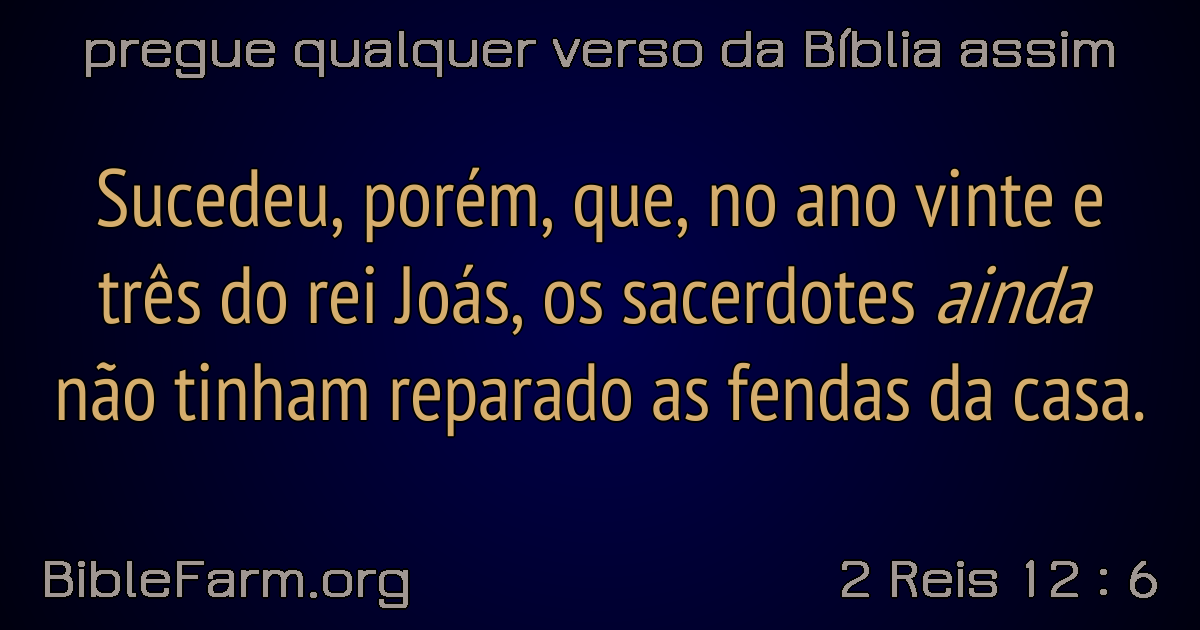 pregue qualquer verso da Bíblia assim
Sucedeu, porém, que, no ano vinte e
três do rei Joás, os sacerdotes ainda
não tinham reparado as fendas da casa.
BibleFarm.org
2 Reis 12 : 6